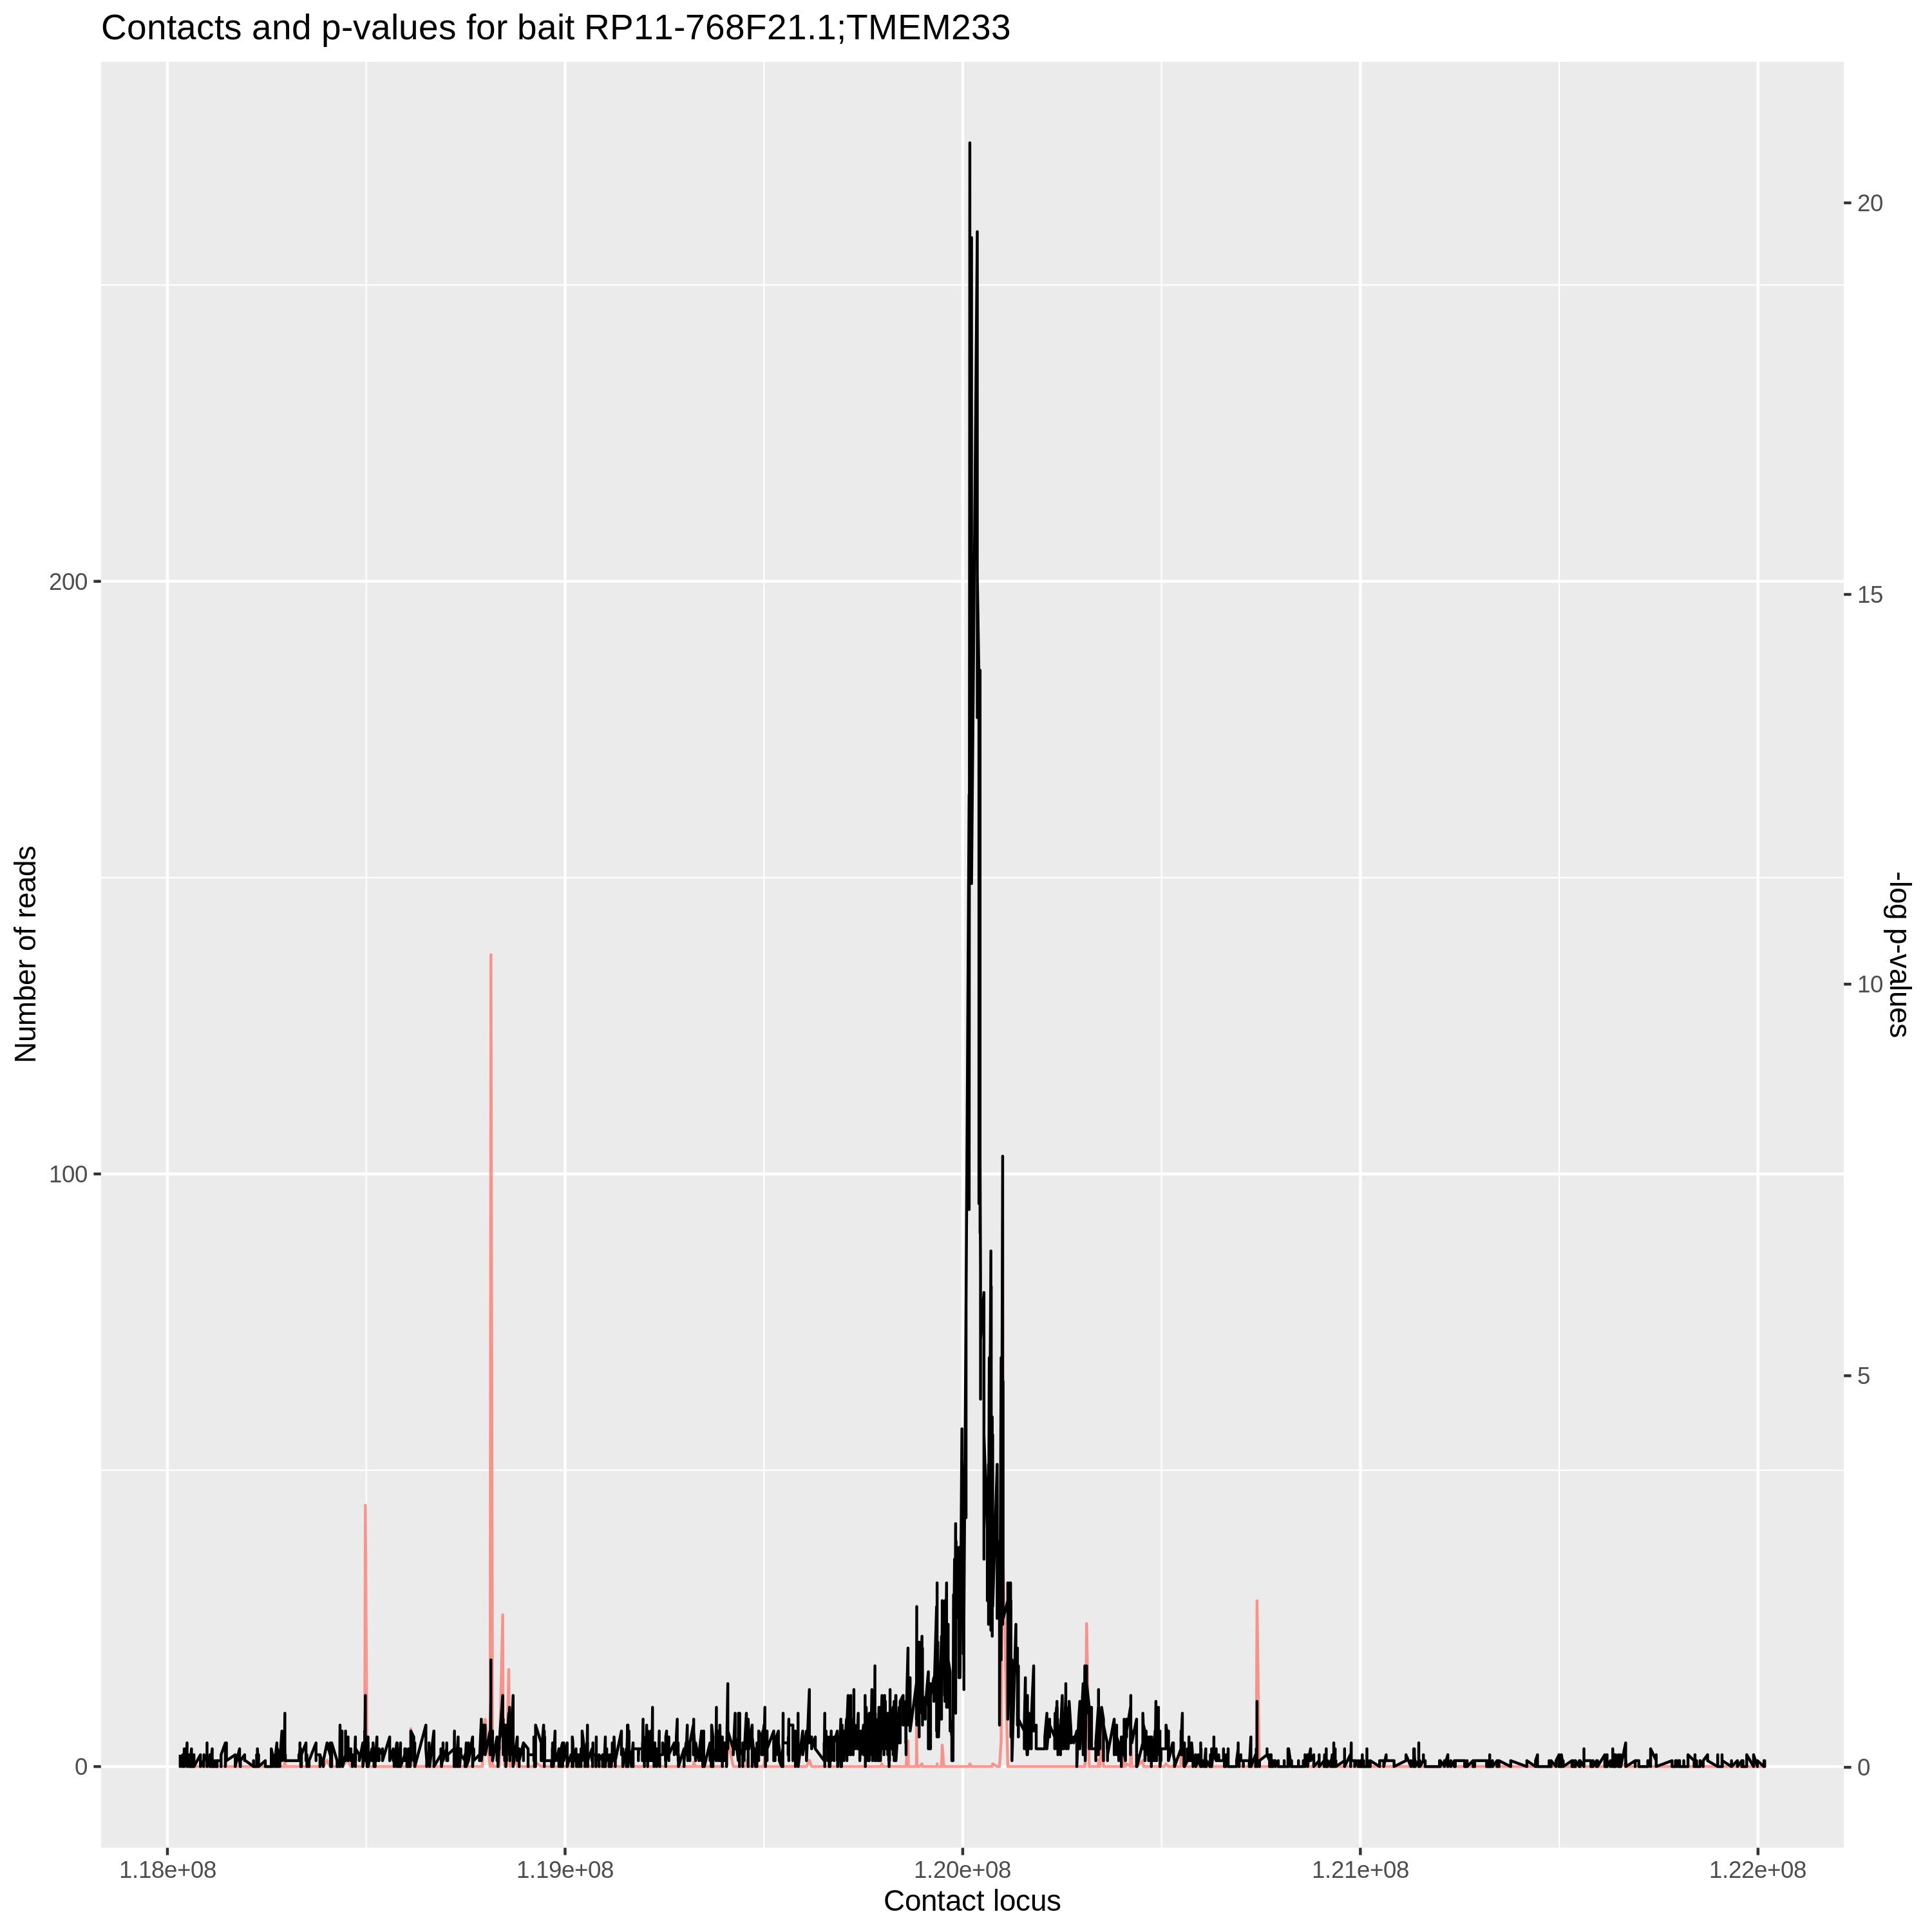 Contacts and p-values for bait RP11-768F21.1;TMEM233
Number of reads
200
100
0
20
15
10
5
0
-log p-values
1.18e+08 1.19e+08 1.20e+08 1.21e+08 1.22e+08
Contact locus